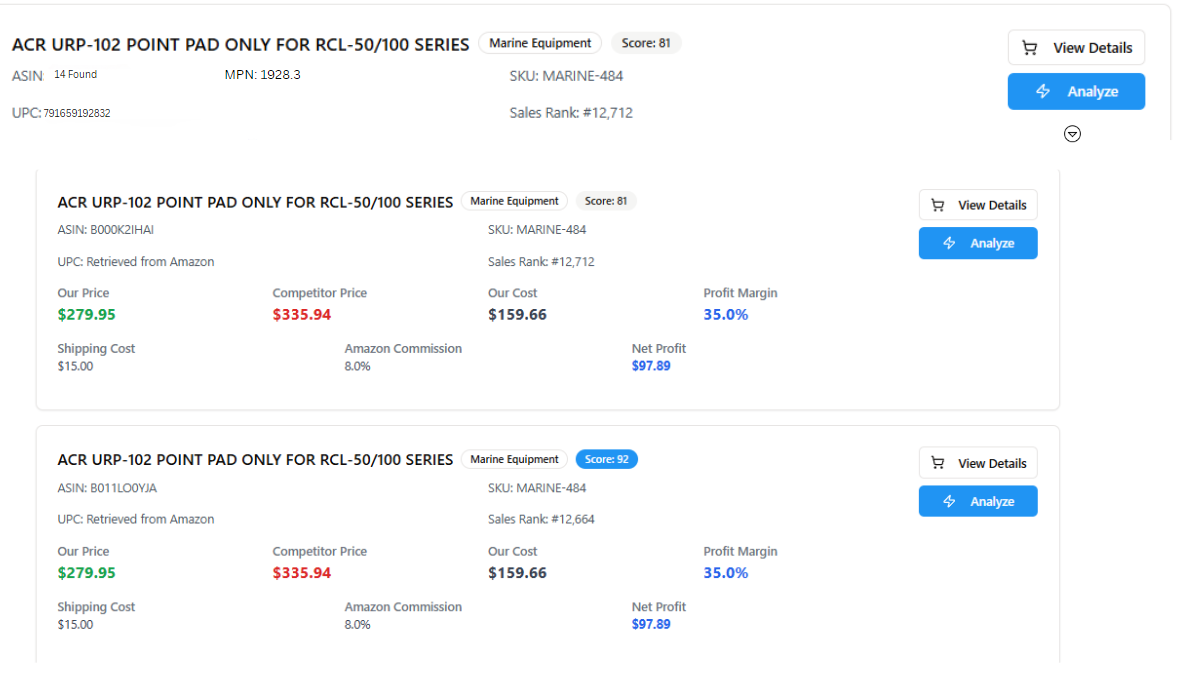 ACR URP-102 POINT PAD ONLY FOR RCL-50/100 SERIES Marine Equipment Score: 81
View Details
ASIN: 14 Found MPN: 1928.3 SKU: MARINE-484
Analyze
UPC: 791659192832 Sales Rank: #12,712
ACR URP-102 POINT PAD ONLY FOR RCL-50/100 SERIES Marine Equipment Score: 81
View Details
ASIN: B000K2IHAI SKU: MARINE-484
Analyze
UPC: Retrieved from Amazon Sales Rank: #12,712
Our Price Competitor Price Our Cost Profit Margin
$279.95 $335.94 $159.66 35.0%
Shipping Cost Amazon Commission Net Profit
$15.00 8.0% $97.89
ACR URP-102 POINT PAD ONLY FOR RCL-50/100 SERIES Marine Equipment Score: 92
View Details
ASIN: B011LO0YJA SKU: MARINE-484
Analyze
UPC: Retrieved from Amazon Sales Rank: #12,664
Our Price Competitor Price Our Cost Profit Margin
$279.95 $335.94 $159.66 35.0%
Shipping Cost Amazon Commission Net Profit
$15.00 8.0% $97.89